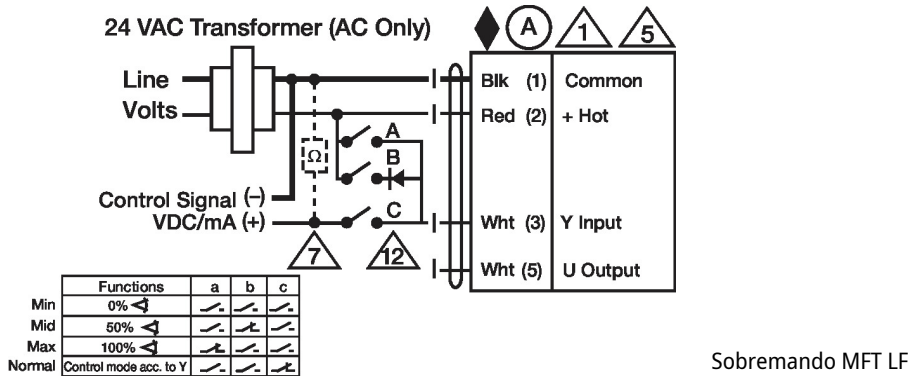 24 VAC Transformer (AC Only)
A 1 5
Line
Volts
Blk (1) Common
Red (2) + Hot
A
Ω
B
Control Signal (-)
VDC/mA (+)
C
Wht (3) Y Input
7 12
Wht (5) U Output
Functions a b c
Min 0%
Mid 50%
Max 100%
Normal Control mode acc. to Y
Sobremando MFT LF